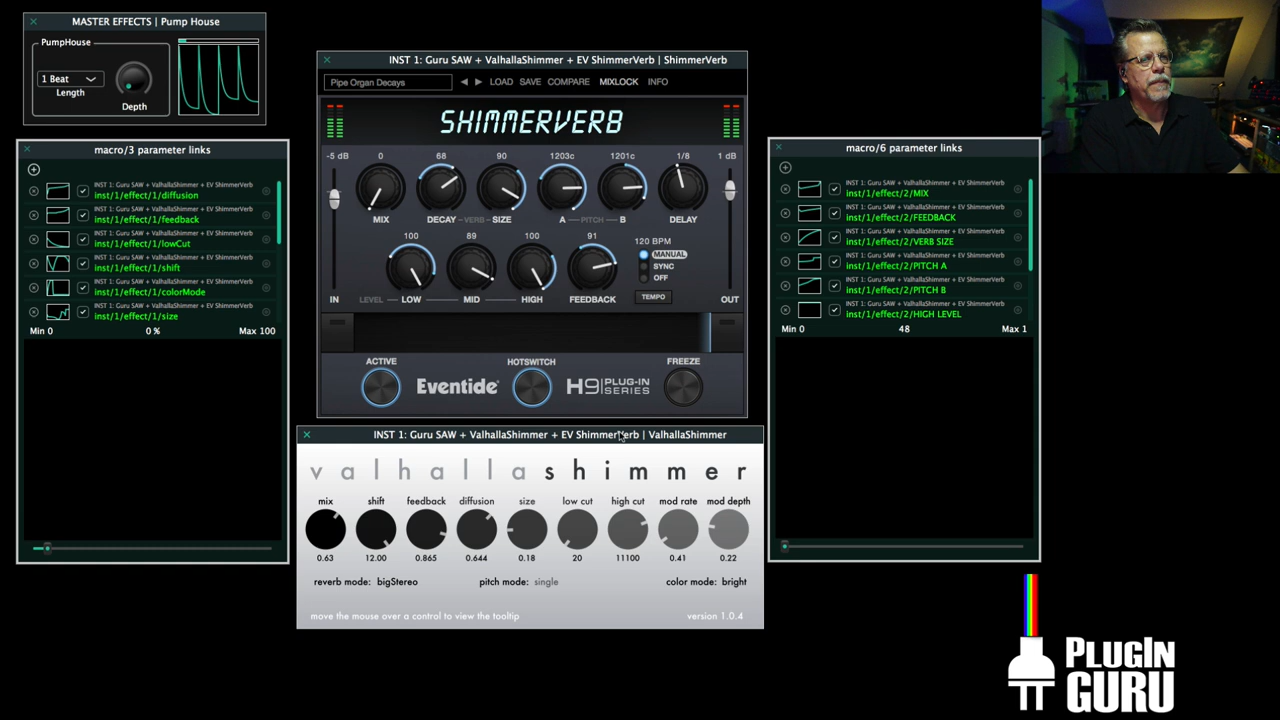 MASTER EFFECTS | Pump House
PumpHouse
1 Beat
Length
Depth
INST 1: Guru SAW + ValhallaShimmer + EV ShimmerVerb | ShimmerVerb
Pipe Organ Decays
LOAD SAVE COMPARE MIXLOCK INFO
SHIMMERVERB
-5 dB 0 68 90 1203c 1201c 1/8 1 dB
MIX DECAY —VERB— SIZE A —PITCH— B DELAY
100 89 100 91
120 BPM
MANUAL
SYNC
OFF
TEMPO
IN LEVEL LOW MID HIGH FEEDBACK OUT
ACTIVE HOTSWITCH FREEZE
Eventide® H9 PLUG-IN SERIES
macro/3 parameter links
INST 1: Guru SAW + ValhallaShimmer + EV ShimmerVerb
inst/1/effect/1/diffusion
INST 1: Guru SAW + ValhallaShimmer + EV ShimmerVerb
inst/1/effect/1/feedback
INST 1: Guru SAW + ValhallaShimmer + EV ShimmerVerb
inst/1/effect/1/lowCut
INST 1: Guru SAW + ValhallaShimmer + EV ShimmerVerb
inst/1/effect/1/shift
INST 1: Guru SAW + ValhallaShimmer + EV ShimmerVerb
inst/1/effect/1/colorMode
INST 1: Guru SAW + ValhallaShimmer + EV ShimmerVerb
inst/1/effect/1/size
Min 0 0 % Max 100
macro/6 parameter links
INST 1: Guru SAW + ValhallaShimmer + EV ShimmerVerb
inst/1/effect/2/MIX
INST 1: Guru SAW + ValhallaShimmer + EV ShimmerVerb
inst/1/effect/2/FEEDBACK
INST 1: Guru SAW + ValhallaShimmer + EV ShimmerVerb
inst/1/effect/2/VERB SIZE
INST 1: Guru SAW + ValhallaShimmer + EV ShimmerVerb
inst/1/effect/2/PITCH A
INST 1: Guru SAW + ValhallaShimmer + EV ShimmerVerb
inst/1/effect/2/PITCH B
INST 1: Guru SAW + ValhallaShimmer + EV ShimmerVerb
inst/1/effect/2/HIGH LEVEL
Min 0 48 Max 1
INST 1: Guru SAW + ValhallaShimmer + EV ShimmerVerb | ValhallaShimmer
valhallashimmer
mix shift feedback diffusion size low cut high cut mod rate mod depth
0.63 12.00 0.865 0.644 0.18 20 11100 0.41 0.22
reverb mode: bigStereo pitch mode: single color mode: bright
move the mouse over a control to view the tooltip version 1.0.4
PLUGIN
GURU